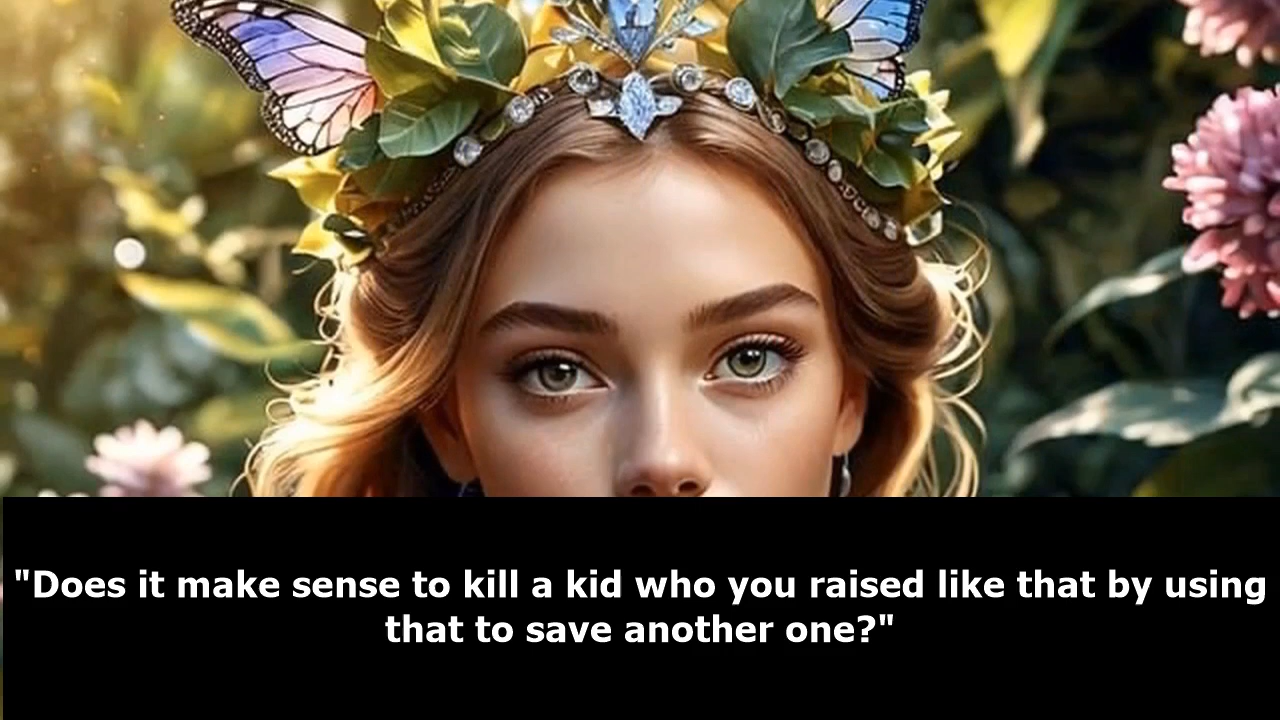 "Does it make sense to kill a kid who you raised like that by using
that to save another one?"